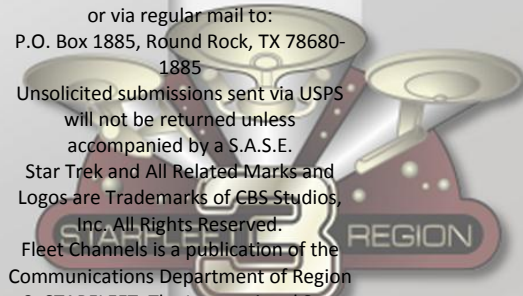 or via regular mail to:
P.O. Box 1885, Round Rock, TX 78680-
1885
Unsolicited submissions sent via USPS
will not be returned unless
accompanied by a S.A.S.E.
Star Trek and All Related Marks and
Logos are Trademarks of CBS Studios,
Inc. All Rights Reserved.
Fleet Channels is a publication of the
Communications Department of Region
3
REGION